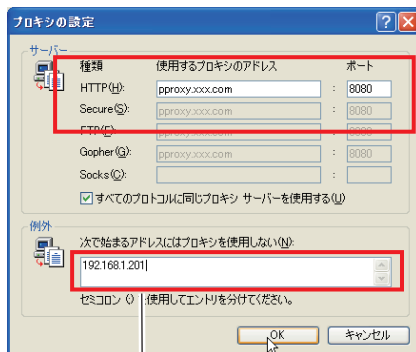 プロキシの設定
サーバー
種類 使用するプロキシのアドレス ポート
HTTP(H): pproxy.xxx.com : 8080
Secure(S): pproxy.xxx.com : 8080
FTP(F): pproxy.xxx.com : 8080
Gopher(G): pproxy.xxx.com : 8080
Socks(C): :
すべてのプロトコルに同じプロキシ サーバーを使用する(U)
例外
次で始まるアドレスにはプロキシを使用しない(N):
192.168.1.201
セミコロン (;) を使用してエントリを分けてください。
OK キャンセル